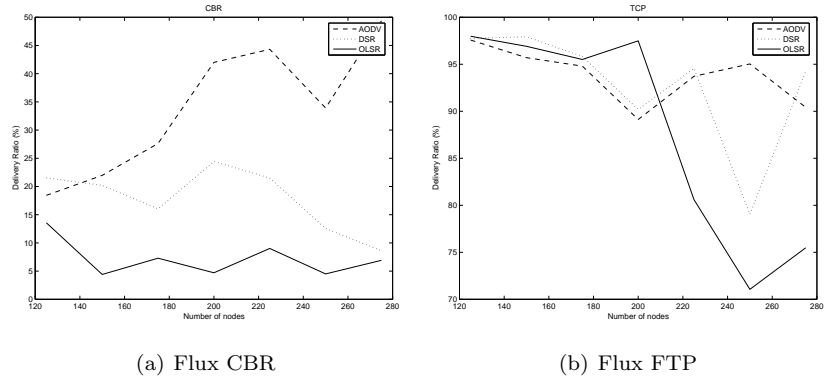 CBR
50
45
40
35
30
25
20
15
10
5
0
Delivery Ratio (%)
120 140 160 180 200 220 240 260 280
Number of nodes
AODV
DSR
OLSR
(a) Flux CBR
TCP
100
95
90
85
80
75
70
Delivery Ratio (%)
120 140 160 180 200 220 240 260 280
Number of nodes
AODV
DSR
OLSR
(b) Flux FTP